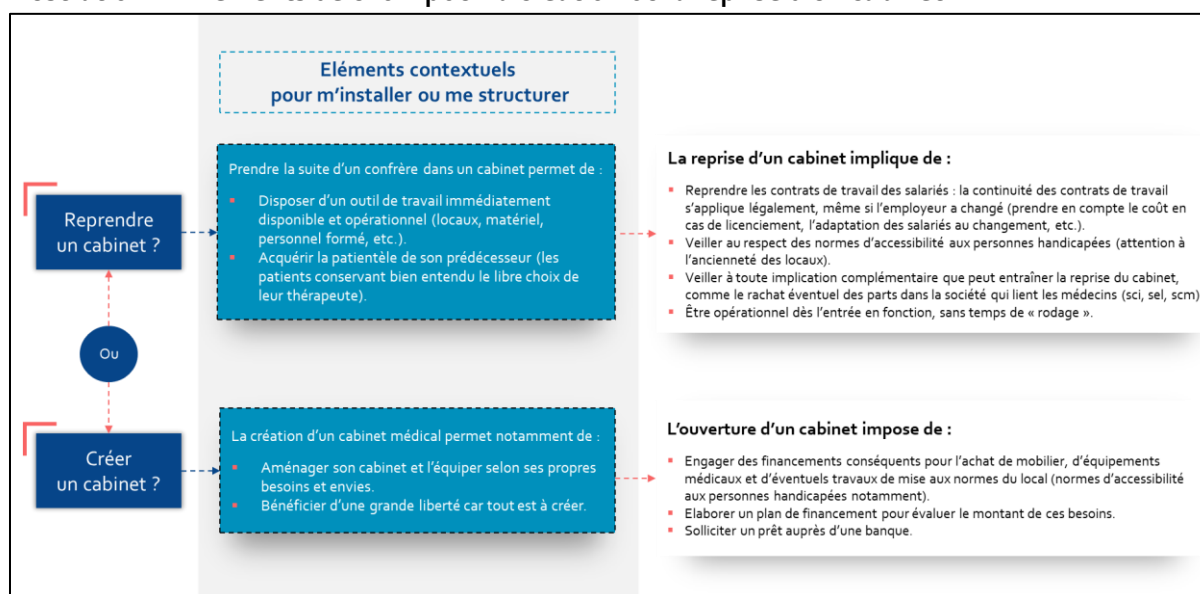 Eléments contextuels
pour m'installer ou me structurer
Reprendre
un cabinet ?
Prendre la suite d'un confrère dans un cabinet permet de :
▪ Disposer d'un outil de travail immédiatement
disponible et opérationnel (locaux, matériel,
personnel formé, etc.).
▪ Acquérir la patientèle de son prédécesseur (les
patients conservant bien entendu le libre choix de
leur thérapeute).
La reprise d'un cabinet implique de :
▪ Reprendre les contrats de travail des salariés : la continuité des contrats de travail
s'applique légalement, même si l'employeur a changé (prendre en compte le coût en
cas de licenciement, l'adaptation des salariés au changement, etc.).
▪ Veiller au respect des normes d'accessibilité aux personnes handicapées (attention à
l'ancienneté des locaux).
▪ Veiller à toute implication complémentaire que peut entraîner la reprise du cabinet,
comme le rachat éventuel des parts dans la société qui lient les médecins (sci, sel, scm)
▪ Être opérationnel dès l'entrée en fonction, sans temps de « rodage ».
Ou
Créer
un cabinet ?
La création d'un cabinet médical permet notamment de :
▪ Aménager son cabinet et l'équiper selon ses propres
besoins et envies.
▪ Bénéficier d'une grande liberté car tout est à créer.
L'ouverture d'un cabinet impose de :
▪ Engager des financements conséquents pour l'achat de mobilier, d'équipements
médicaux et d'éventuels travaux de mise aux normes du local (normes d'accessibilité
aux personnes handicapées notamment).
▪ Elaborer un plan de financement pour évaluer le montant de ces besoins.
▪ Solliciter un prêt auprès d'une banque.